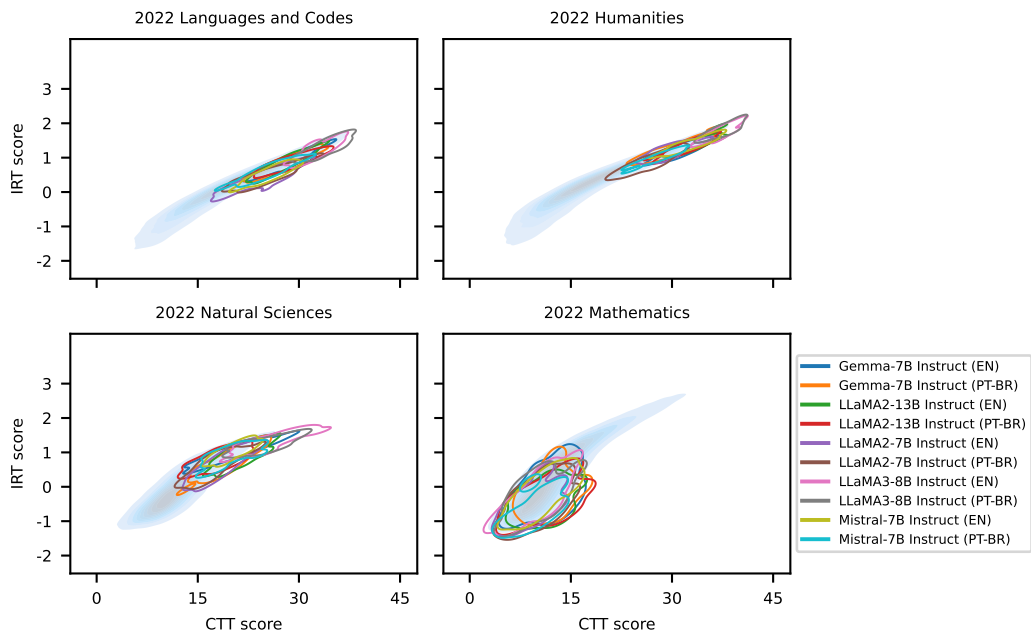 2022 Languages and Codes
2022 Humanities
IRT score
3
2
1
0
-1
-2
2022 Natural Sciences
2022 Mathematics
IRT score
3
2
1
0
-1
-2
0
15
30
45
0
15
30
45
CTT score
CTT score
Gemma-7B Instruct (EN)
Gemma-7B Instruct (PT-BR)
LLaMA2-13B Instruct (EN)
LLaMA2-13B Instruct (PT-BR)
LLaMA2-7B Instruct (EN)
LLaMA2-7B Instruct (PT-BR)
LLaMA3-8B Instruct (EN)
LLaMA3-8B Instruct (PT-BR)
Mistral-7B Instruct (EN)
Mistral-7B Instruct (PT-BR)